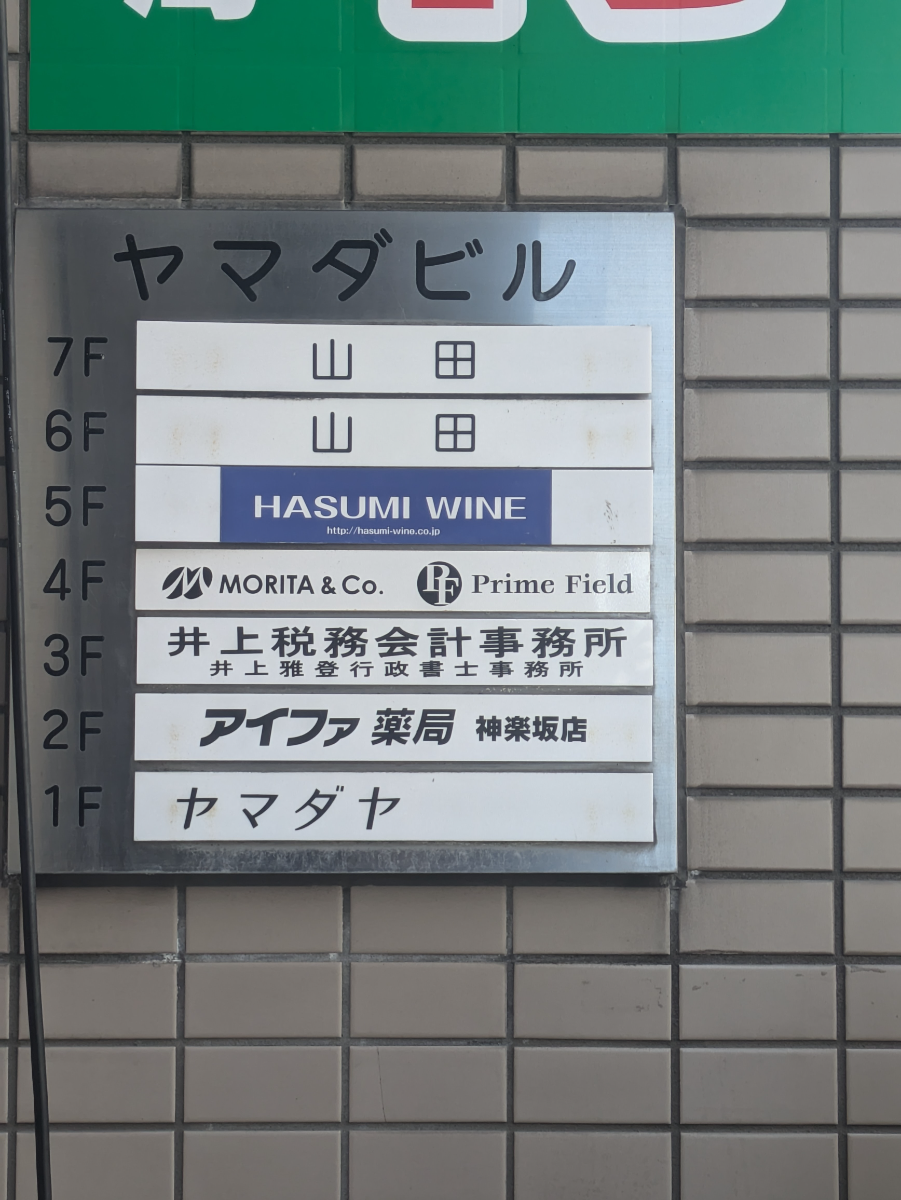 ヤマダビル
7F 山 田
6F 山 田
5F HASUMI WINE
http://hasumi-wine.co.jp
4F MORITA & Co. PF Prime Field
3F 井上税務会計事務所
井上雅登行政書士事務所
2F アイファ薬局 神楽坂店
1F ヤマダヤ